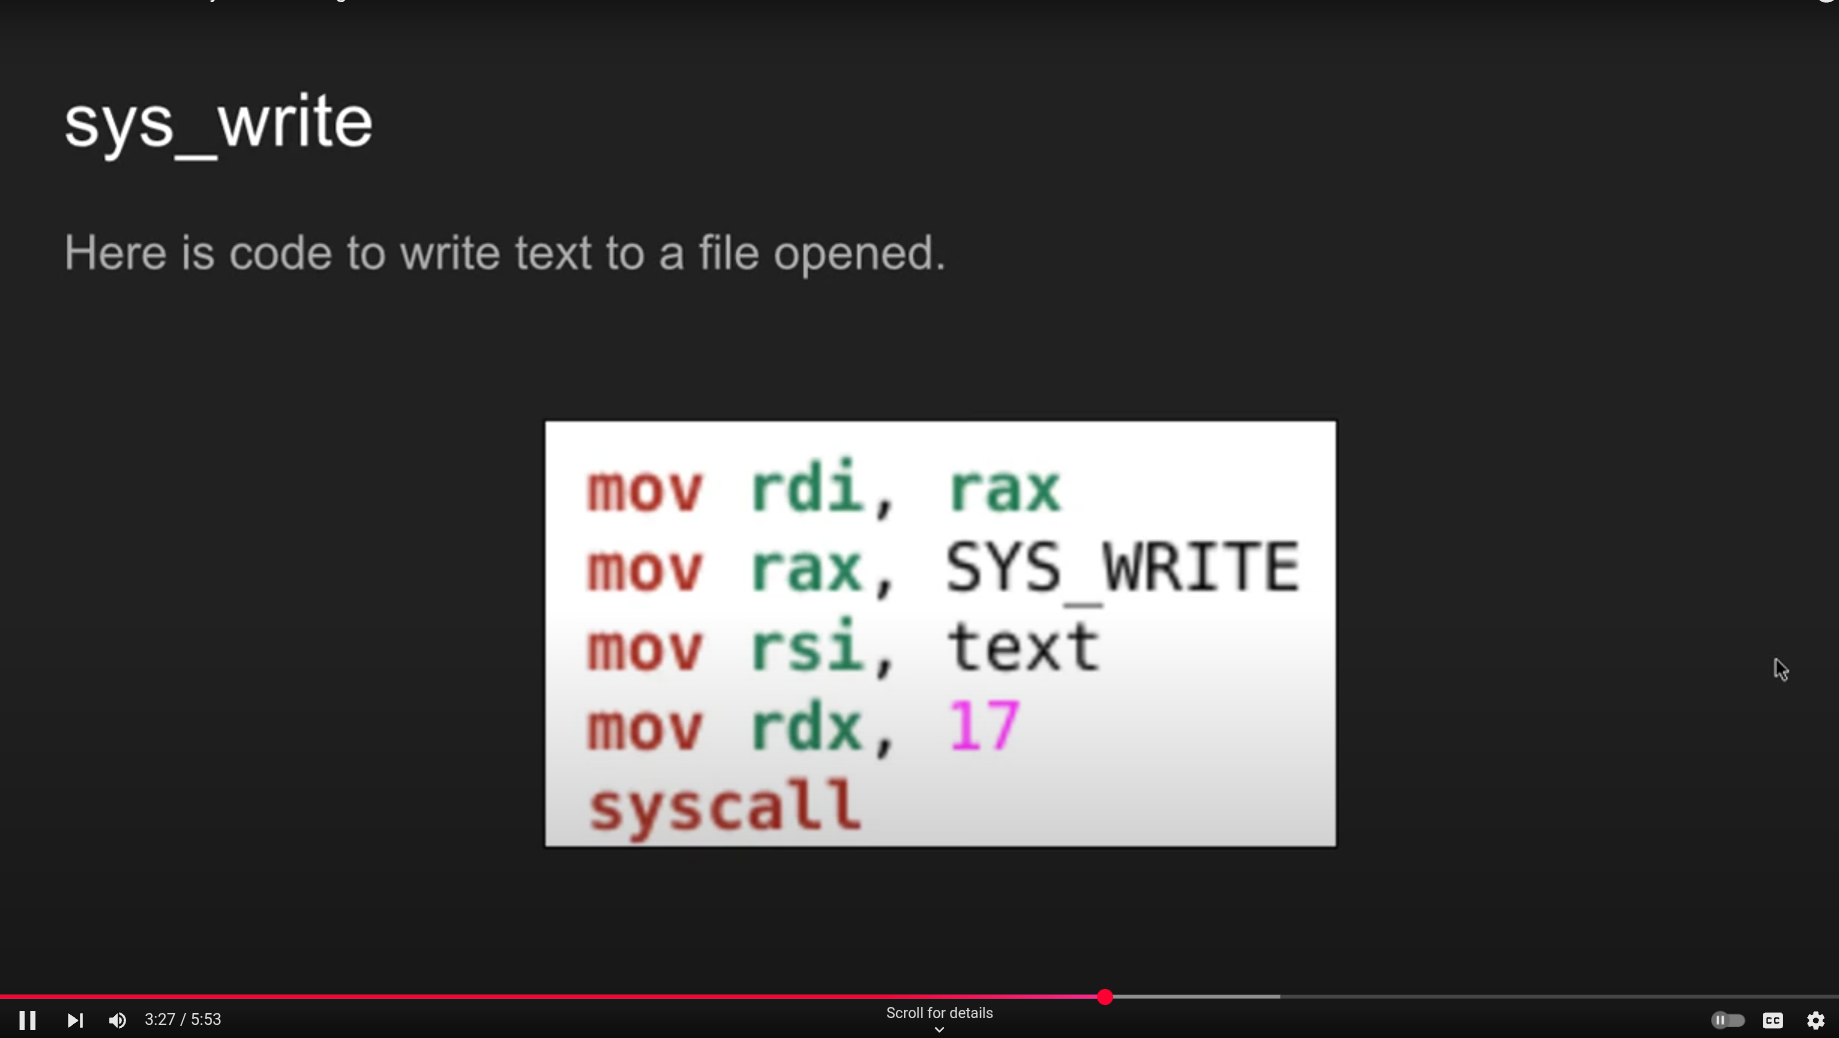 sys_write
Here is code to write text to a file opened.
mov rdi, rax
mov rax, SYS_WRITE
mov rsi, text
mov rdx, 17
syscall
3:27 / 5:53
Scroll for details
CC